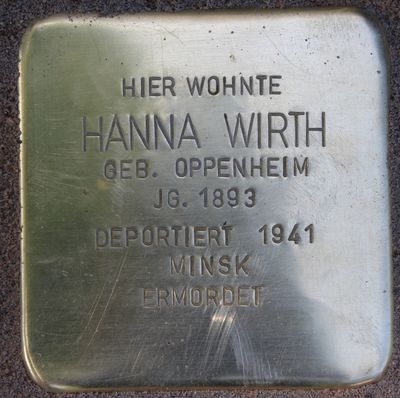 HIER WOHNTE
HANNA WIRTH
GEB. OPPENHEIM
JG. 1893
DEPORTIERT 1941
MINSK
ERMORDET